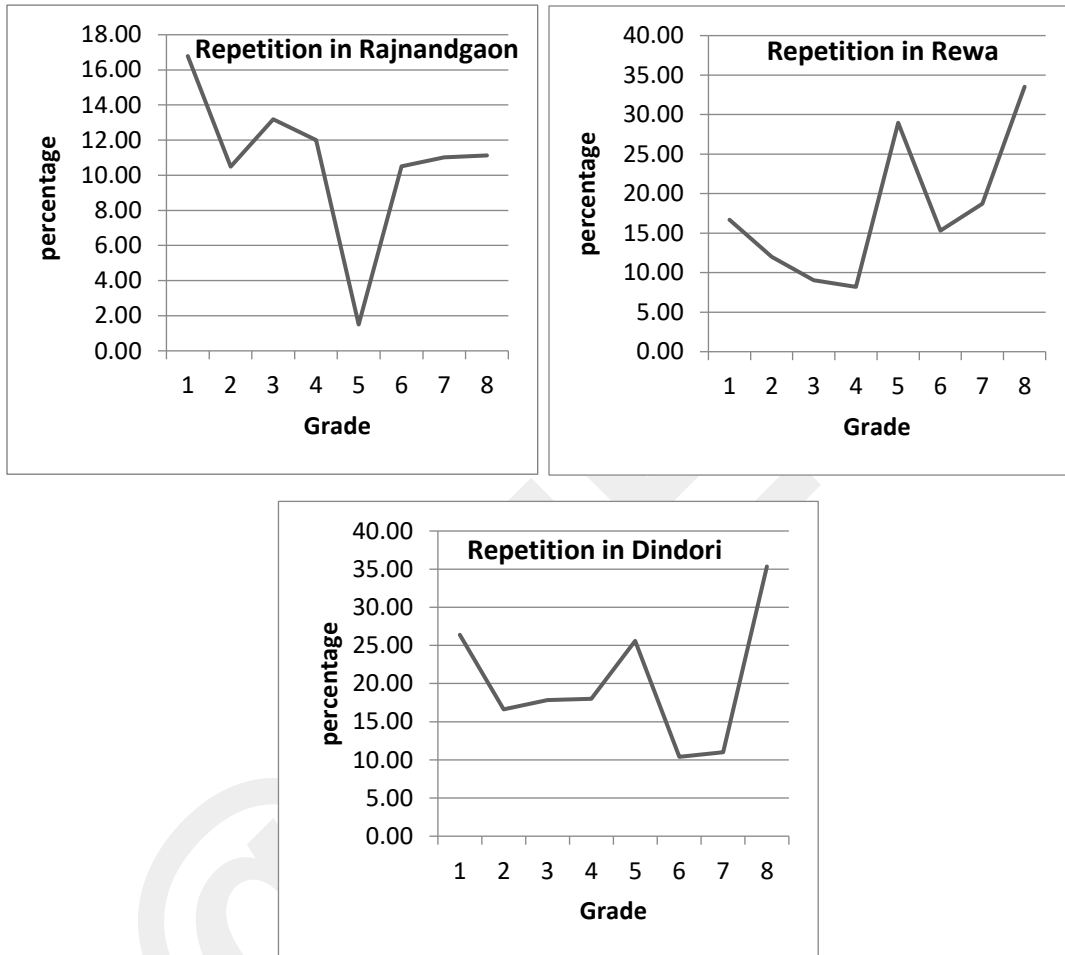 Repetition in Rajnandgaon
percentage
18.00
16.00
14.00
12.00
10.00
8.00
6.00
4.00
2.00
0.00
1 2 3 4 5 6 7 8
Grade
Repetition in Rewa
percentage
40.00
35.00
30.00
25.00
20.00
15.00
10.00
5.00
0.00
1 2 3 4 5 6 7 8
Grade
Repetition in Dindori
percentage
40.00
35.00
30.00
25.00
20.00
15.00
10.00
5.00
0.00
1 2 3 4 5 6 7 8
Grade